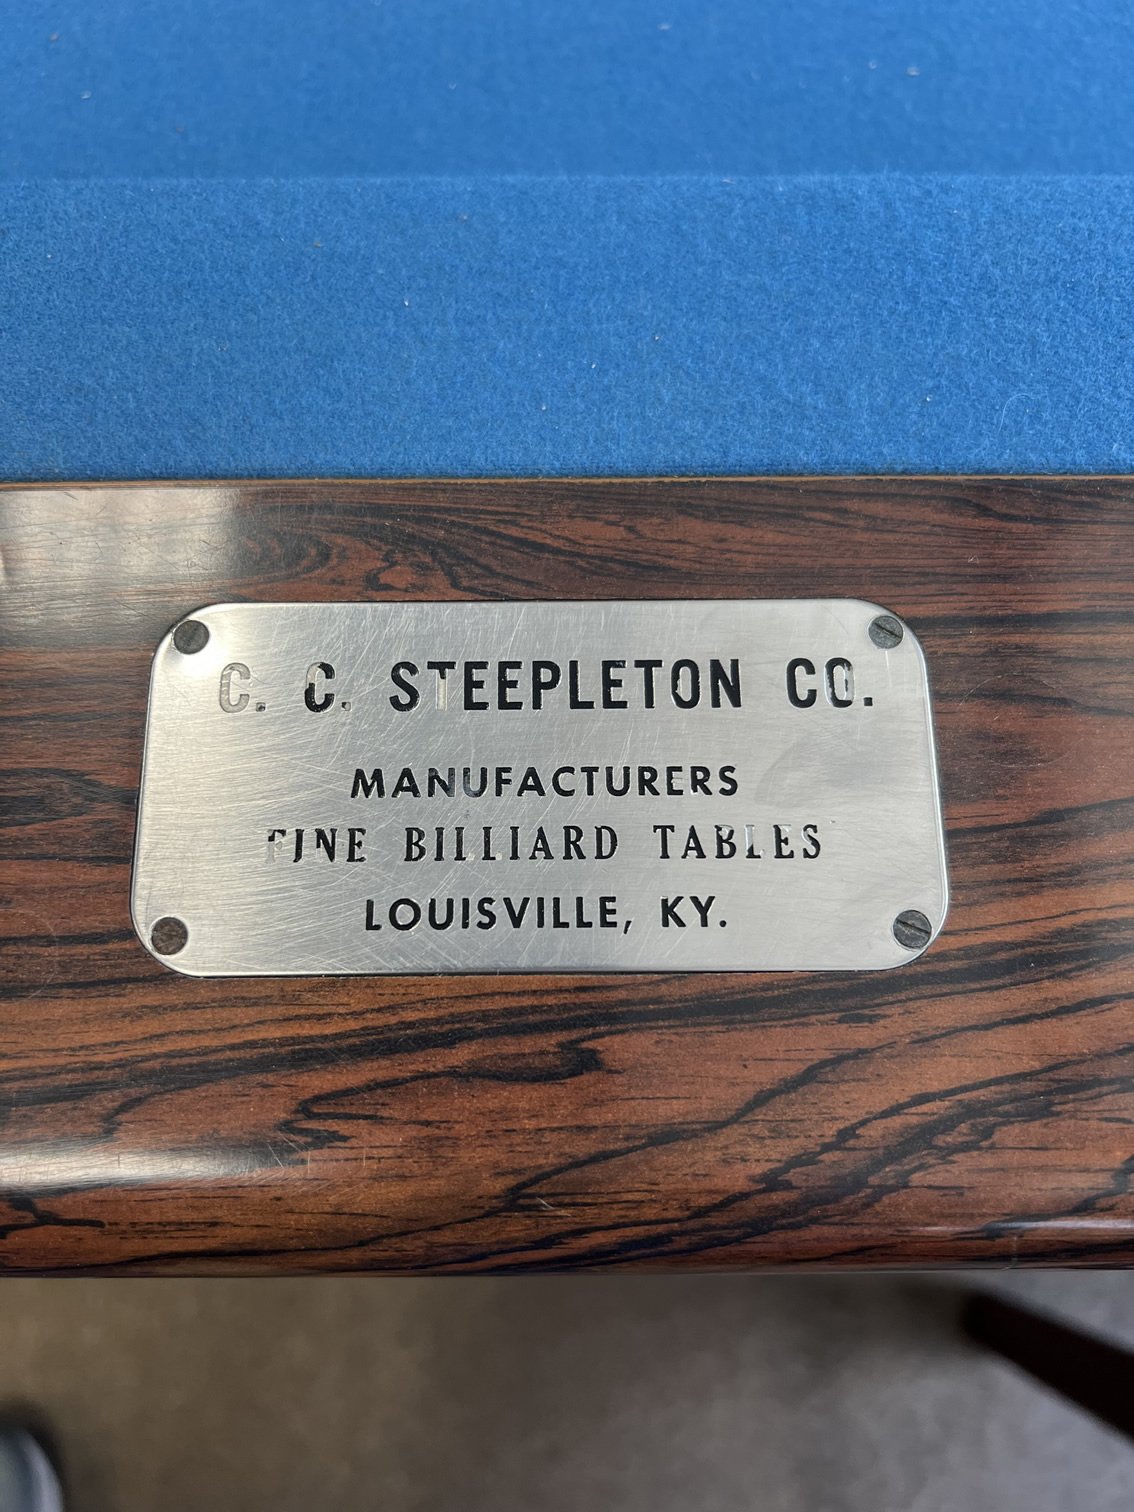 C. C. STEEPLETON CO.
MANUFACTURERS
FINE BILLIARD TABLES
LOUISVILLE, KY.